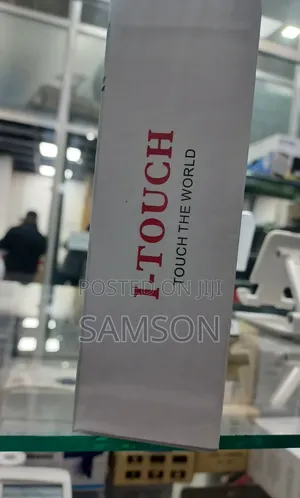 I-TOUCH
TOUCH THE WORLD
POSTED ON JIJI
SAMSON